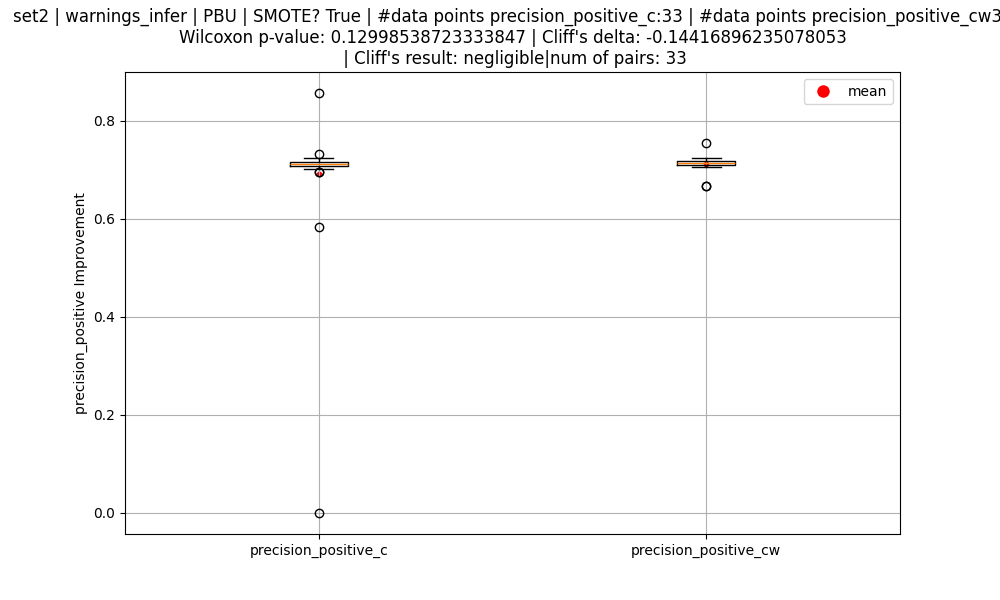 set2 | warnings_infer | PBU | SMOTE? True | #data points precision_positive_c:33 | #data points precision_positive_cw3
Wilcoxon p-value: 0.12998538723333847 | Cliff's delta: -0.14416896235078053
| Cliff's result: negligible|num of pairs: 33
mean
precision_positive Improvement
0.8
0.6
0.4
0.2
0.0
precision_positive_c
precision_positive_cw